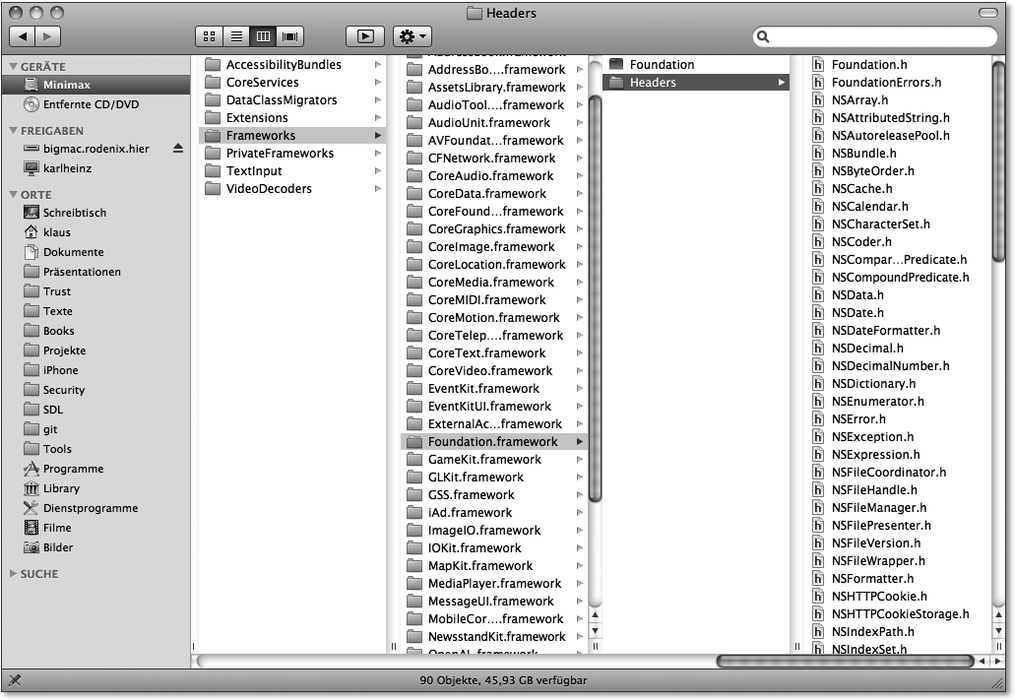 Headers
GERÄTE
Minimax
Entfernte CD/DVD
FREIGABEN
bigmac.rodenix.hier
karlheinz
ORTE
Schreibtisch
klaus
Dokumente
Präsentationen
Trust
Texte
Books
Projekte
iPhone
Security
SDL
git
Tools
Programme
Library
Dienstprogramme
Filme
Bilder
SUCHE
AccessibilityBundles
CoreServices
DataClassMigrators
Extensions
Frameworks
PrivateFrameworks
TextInput
VideoDecoders
AddressBo....framework
AssetsLibrary.framework
AudioTool....framework
AudioUnit.framework
AVFoundat...framework
CFNetwork.framework
CoreAudio.framework
CoreData.framework
CoreFound...framework
CoreGraphics.framework
CoreImage.framework
CoreLocation.framework
CoreMedia.framework
CoreMIDI.framework
CoreMotion.framework
CoreTelep....framework
CoreText.framework
CoreVideo.framework
EventKit.framework
EventKitUI.framework
ExternalAc...framework
Foundation.framework
GameKit.framework
GLKit.framework
GSS.framework
iAd.framework
ImageIO.framework
IOKit.framework
MapKit.framework
MediaPlayer.framework
MessageUI.framework
MobileCor....framework
NewsstandKit.framework
OpenAL.framework
Foundation
Headers
Foundation.h
FoundationErrors.h
NSArray.h
NSAttributedString.h
NSAutoreleasePool.h
NSBundle.h
NSByteOrder.h
NSCache.h
NSCalendar.h
NSCharacterSet.h
NSCoder.h
NSCompar...Predicate.h
NSCompoundPredicate.h
NSData.h
NSDate.h
NSDateFormatter.h
NSDecimal.h
NSDecimalNumber.h
NSDictionary.h
NSEnumerator.h
NSError.h
NSException.h
NSExpression.h
NSFileCoordinator.h
NSFileHandle.h
NSFileManager.h
NSFilePresenter.h
NSFileVersion.h
NSFileWrapper.h
NSFormatter.h
NSHTTPCookie.h
NSHTTPCookieStorage.h
NSIndexPath.h
NSIndexSet.h
90 Objekte, 45,93 GB verfügbar